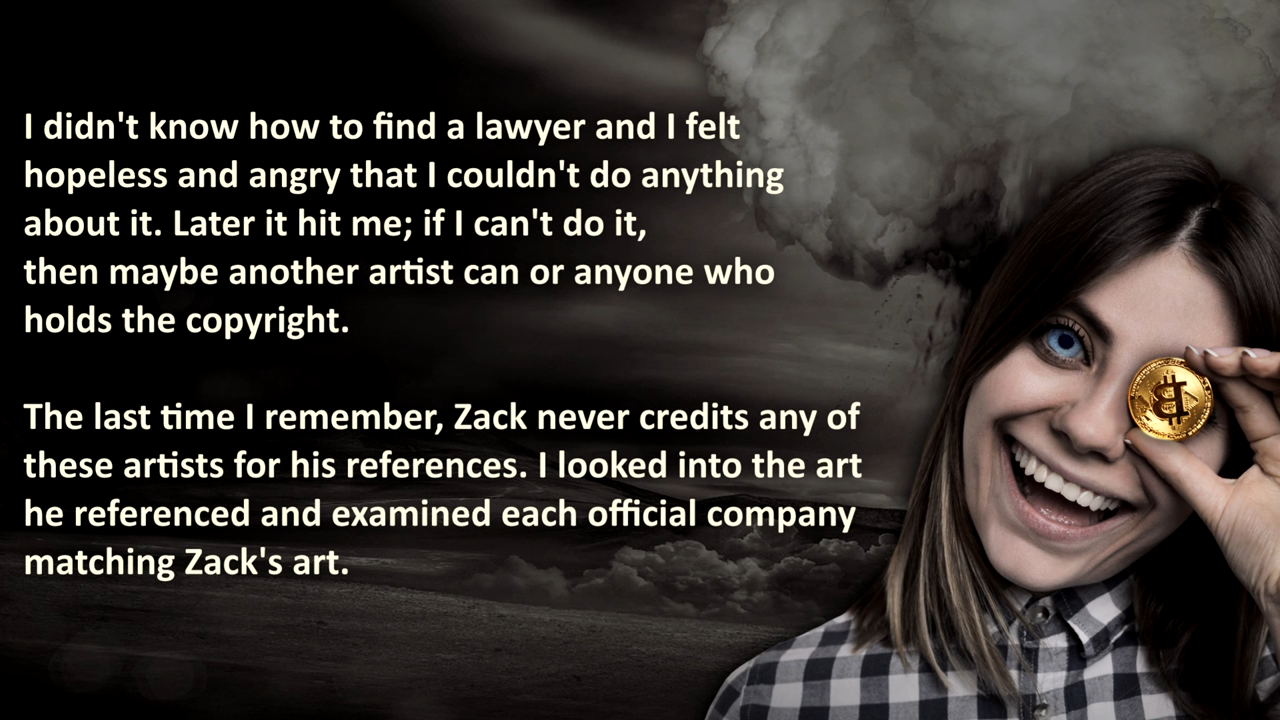 I didn't know how to find a lawyer and I felt
hopeless and angry that I couldn't do anything
about it. Later it hit me; if I can't do it,
then maybe another artist can or anyone who
holds the copyright.
The last time I remember, Zack never credits any of
these artists for his references. I looked into the art
he referenced and examined each official company
matching Zack's art.